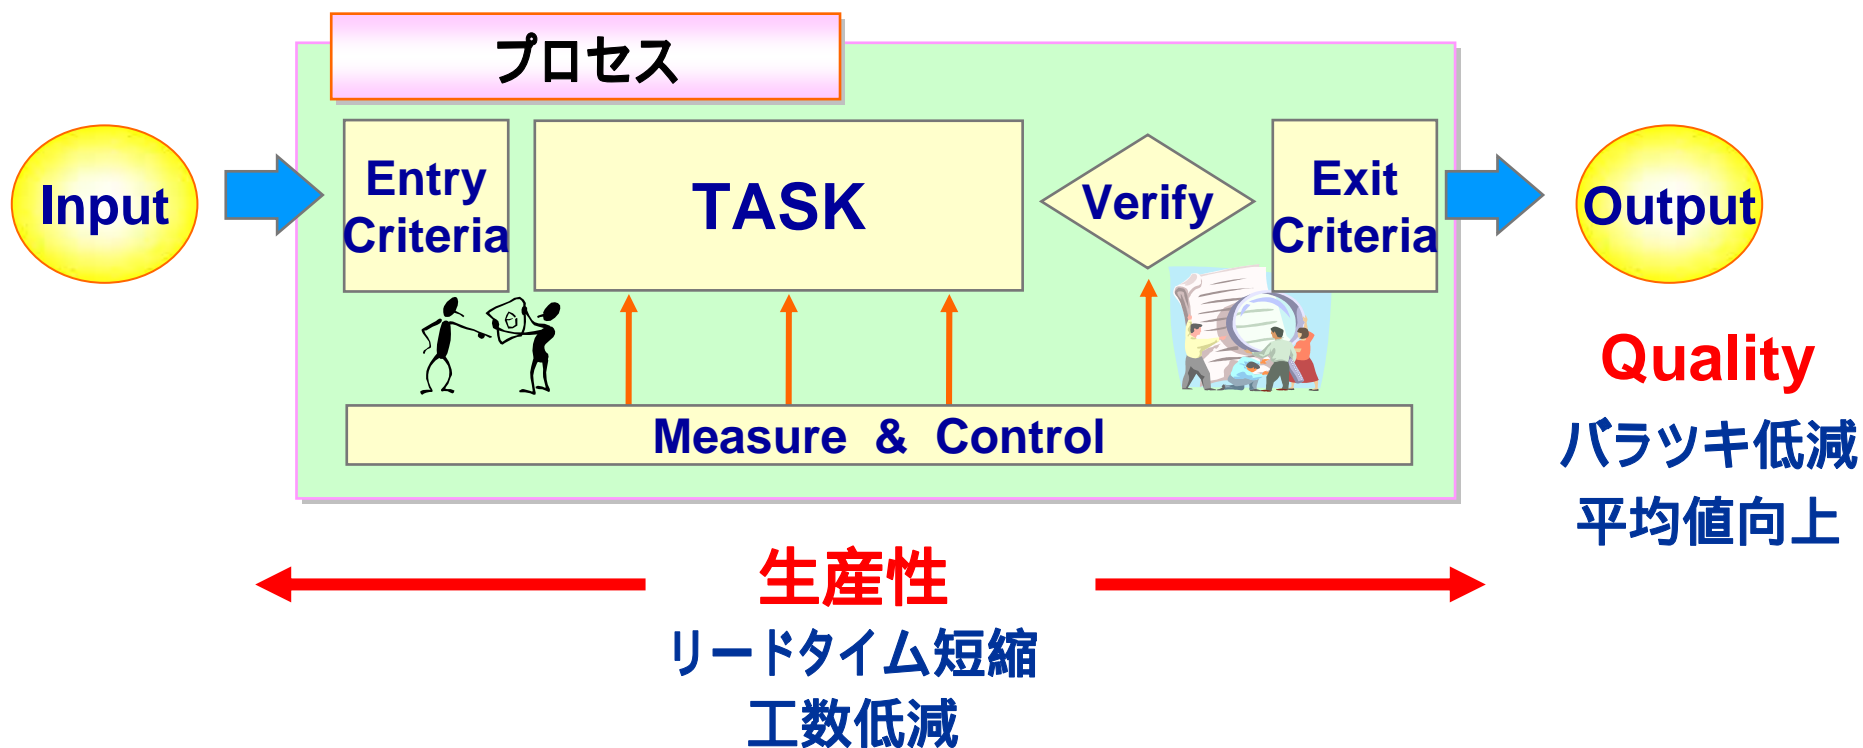 プロセス
Input
Entry
Criteria
TASK
Verify
Exit
Criteria
Output
Measure & Control
Quality
バラツキ低減
平均値向上
生産性
リードタイム短縮
工数低減